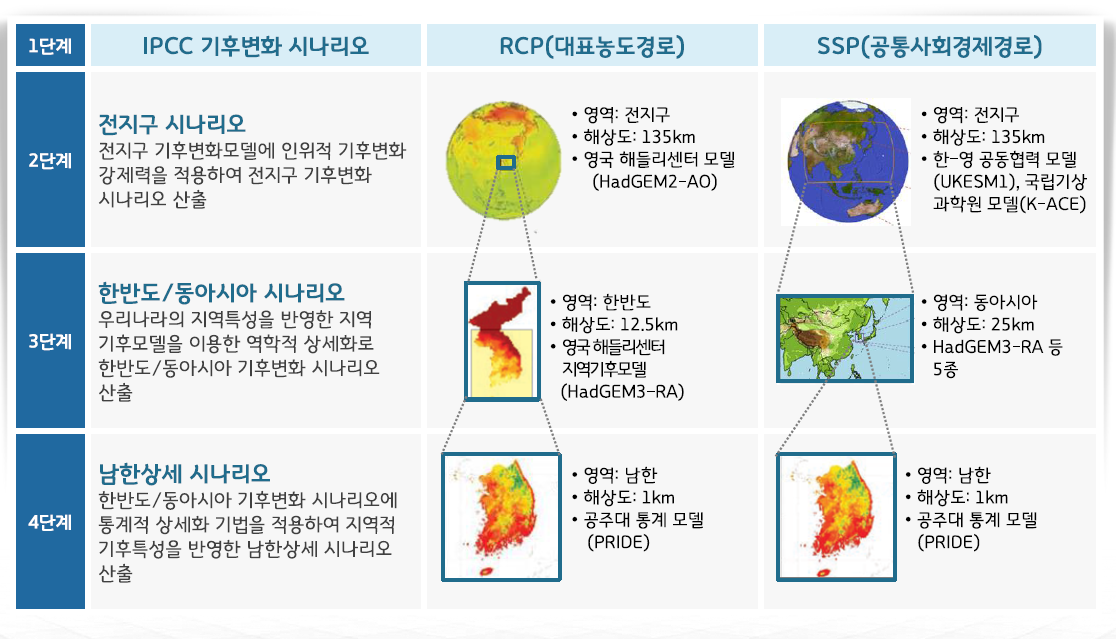 1단계
IPCC 기후변화 시나리오
RCP(대표농도경로)
SSP(공통사회경제경로)
2단계
전지구 시나리오
전지구 기후변화모델에 인위적 기후변화
강제력을 적용하여 전지구 기후변화
시나리오 산출
• 영역: 전지구
• 해상도: 135km
• 영국 해들리센터 모델
(HadGEM2-AO)
• 영역: 전지구
• 해상도: 135km
• 한-영 공동협력 모델
(UKESM1), 국립기상
과학원 모델(K-ACE)
3단계
한반도/동아시아 시나리오
우리나라의 지역특성을 반영한 지역
기후모델을 이용한 역학적 상세화로
한반도/동아시아 기후변화 시나리오
산출
• 영역: 한반도
• 해상도: 12.5km
• 영국 해들리센터
지역기후모델
(HadGEM3-RA)
• 영역: 동아시아
• 해상도: 25km
• HadGEM3-RA 등
5종
4단계
남한상세 시나리오
한반도/동아시아 기후변화 시나리오에
통계적 상세화 기법을 적용하여 지역적
기후특성을 반영한 남한상세 시나리오
산출
• 영역: 남한
• 해상도: 1km
• 공주대 통계 모델
(PRIDE)
• 영역: 남한
• 해상도: 1km
• 공주대 통계 모델
(PRIDE)